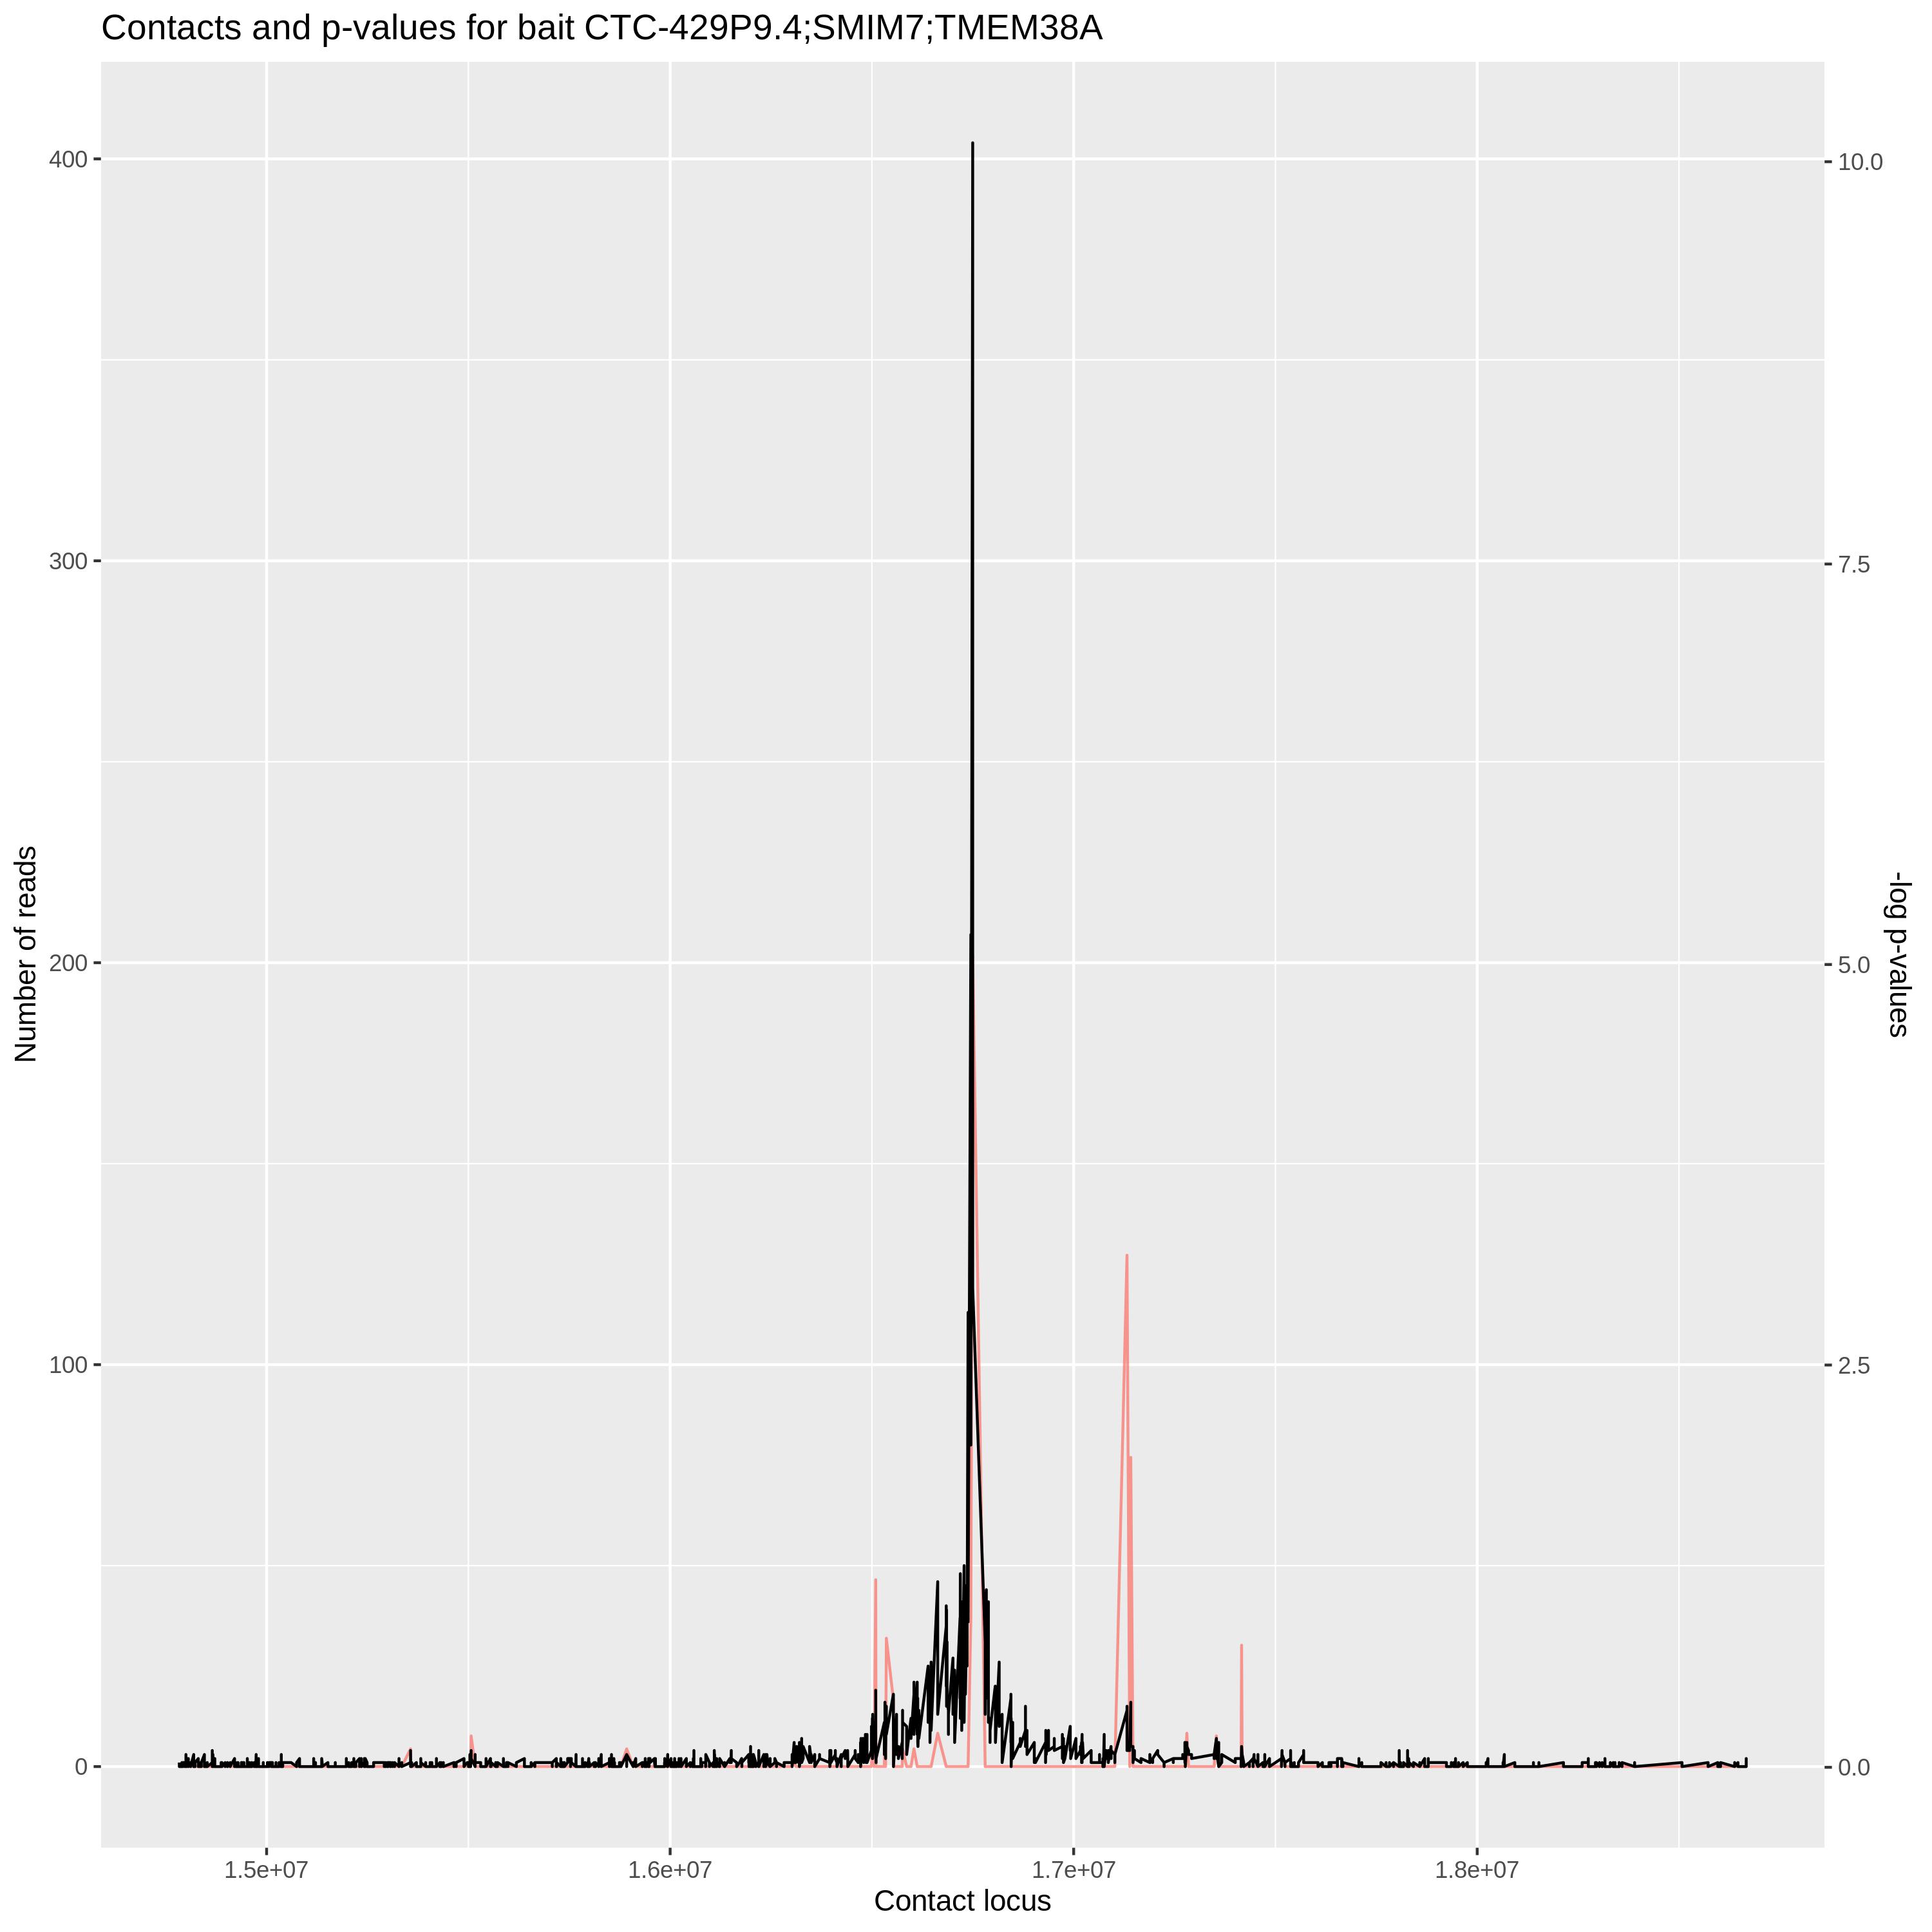 Contacts and p-values for bait CTC-429P9.4;SMIM7;TMEM38A
400
300
200
100
0
Number of reads
10.0
7.5
5.0
2.5
0.0
-log p-values
1.5e+07
1.6e+07
1.7e+07
1.8e+07
Contact locus